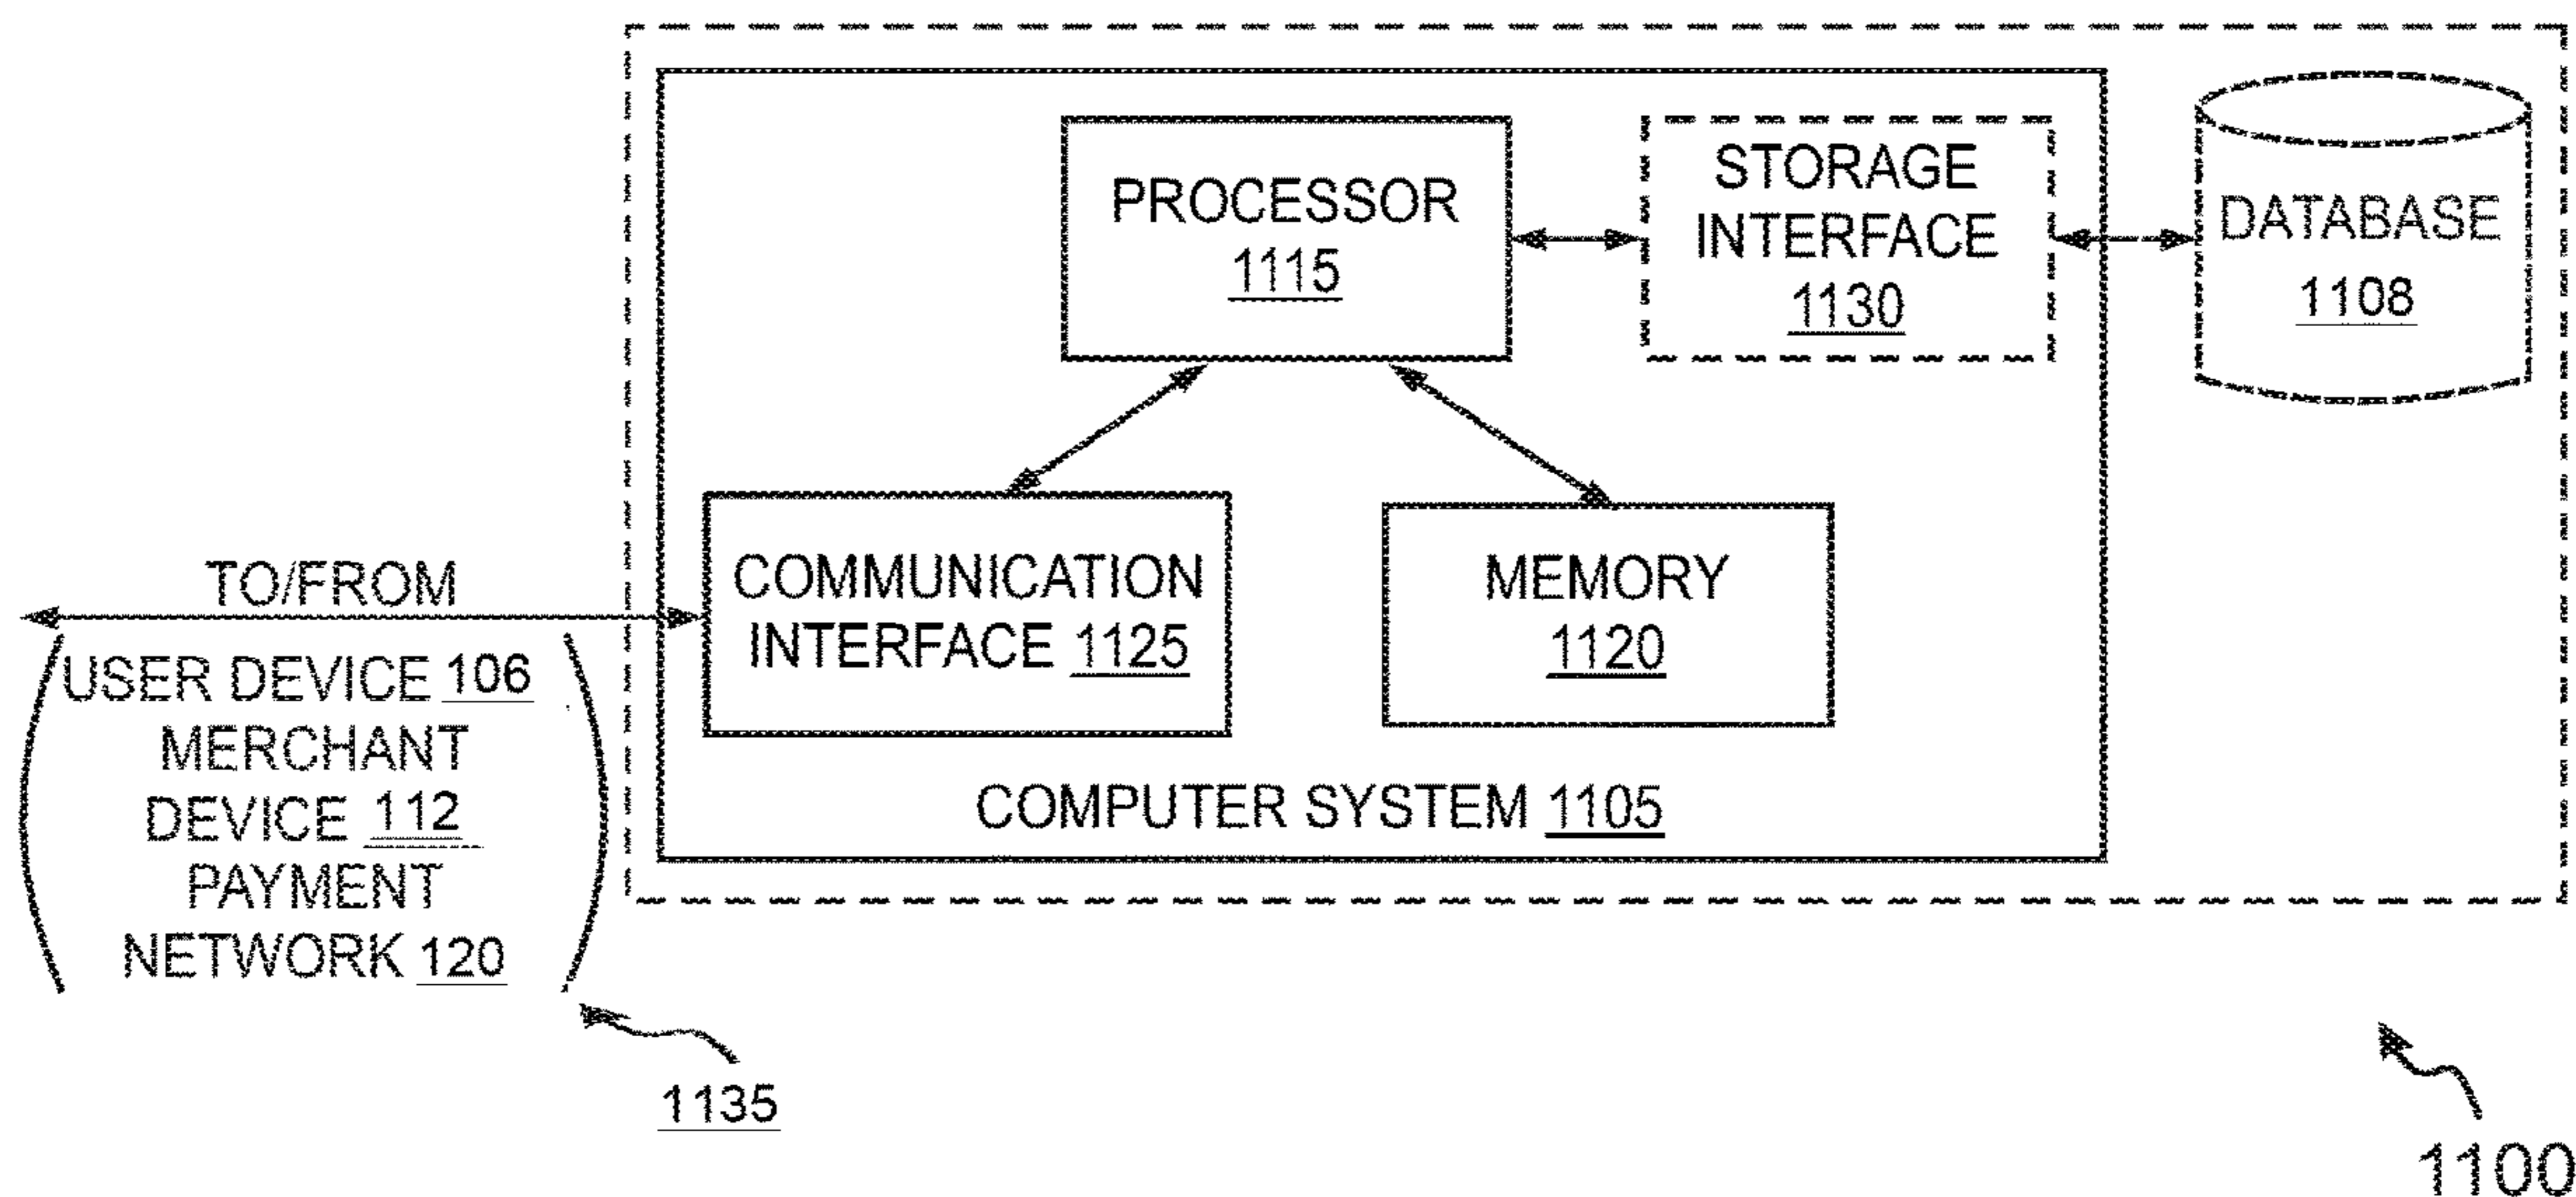 PROCESSOR
1115
STORAGE
INTERFACE
1130
DATABASE
1108
COMMUNICATION
INTERFACE 1125
MEMORY
1120
COMPUTER SYSTEM 1105
TO/FROM
USER DEVICE 106
MERCHANT
DEVICE 112
PAYMENT
NETWORK 120
1135
1100